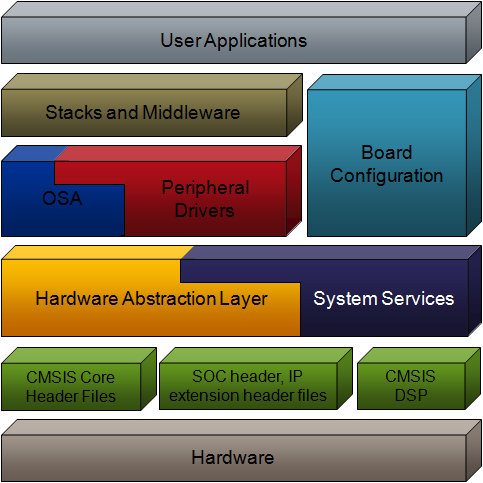 User Applications
Stacks and Middleware
Board
Configuration
OSA
Peripheral
Drivers
Hardware Abstraction Layer
System Services
CMSIS Core
Header Files
SOC header, IP
extension header files
CMSIS
DSP
Hardware